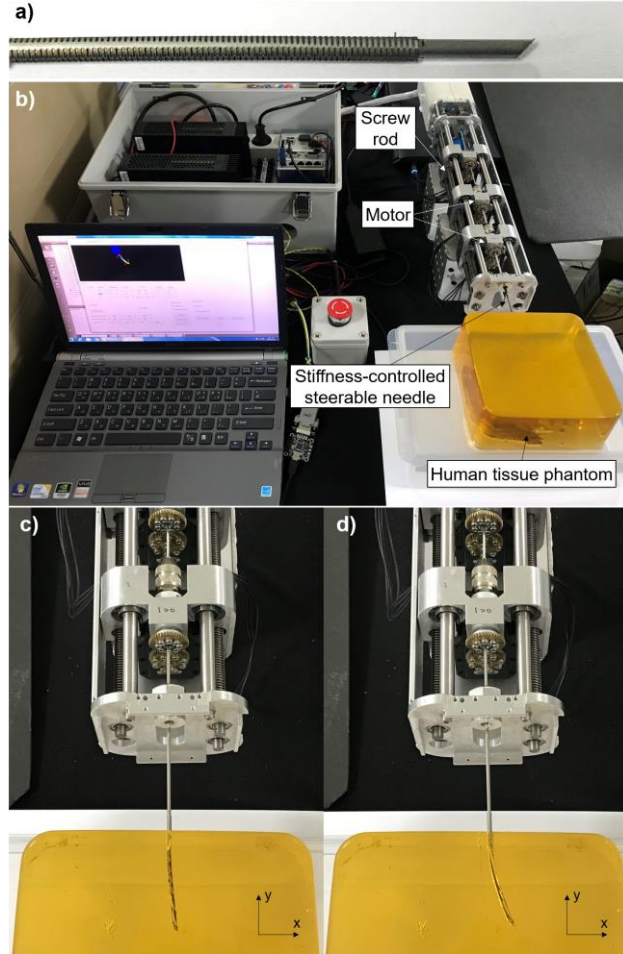 a)
b)
Screw
rod
Motor
Stiffness-controlled
steerable needle
Human tissue phantom
c)
d)
y
x
y
x